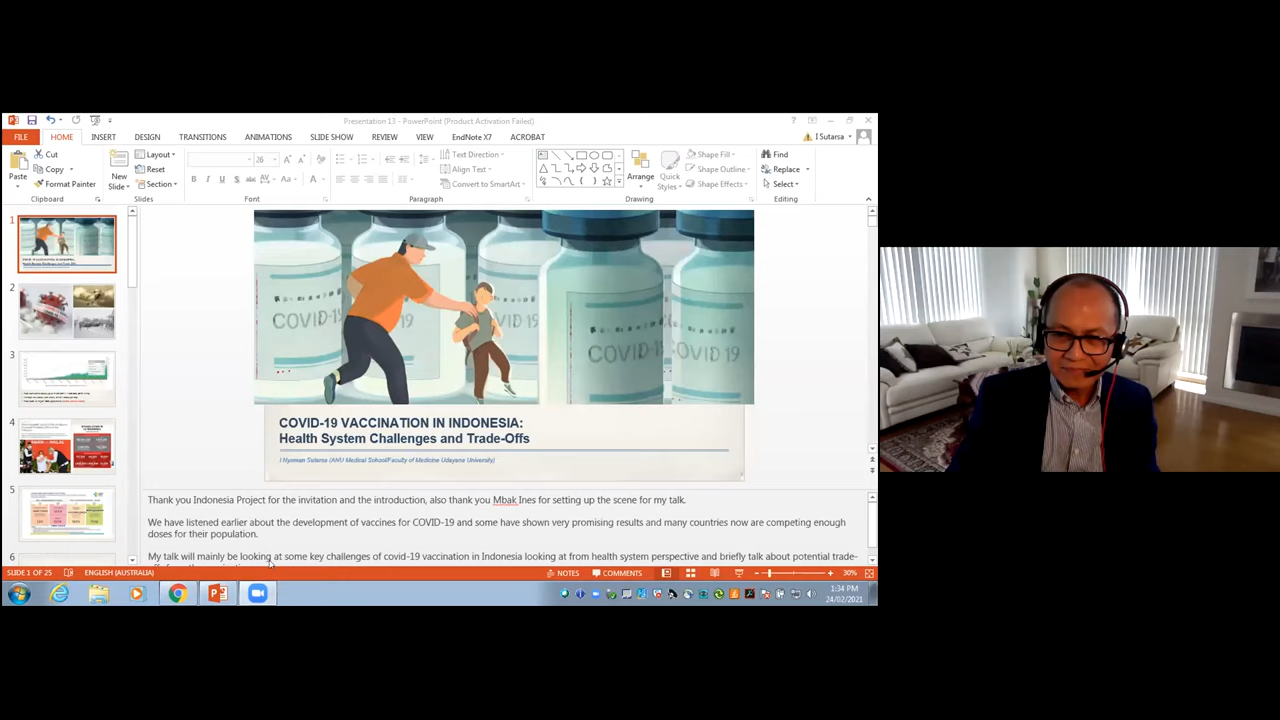 Presentation 13 - PowerPoint (Product Activation Failed)
FILE HOME INSERT DESIGN TRANSITIONS ANIMATIONS SLIDE SHOW REVIEW VIEW EndNote X7 ACROBAT I Sutarsa
Paste Cut Copy Format Painter
Clipboard
New Slide Layout Reset Section
Slides
26
Font
Text Direction Align Text Convert to SmartArt
Paragraph
Arrange Quick Styles Shape Fill Shape Outline Shape Effects
Drawing
Find Replace Select
Editing
1
2
3
4
5
6
COVID-19
COVID-19
COVID-19
COVID-19 VACCINATION IN INDONESIA:
Health System Challenges and Trade-Offs
I Nyoman Sutarsa (ANU Medical School/Faculty of Medicine Udayana University)
Thank you Indonesia Project for the invitation and the introduction, also thank you Mbak Ines for setting up the scene for my talk.
We have listened earlier about the development of vaccines for COVID-19 and some have shown very promising results and many countries now are competing enough
doses for their population.
My talk will mainly be looking at some key challenges of covid-19 vaccination in Indonesia looking at from health system perspective and briefly talk about potential trade-
SLIDE 1 OF 25 ENGLISH (AUSTRALIA) NOTES COMMENTS 30%
1:34 PM
24/02/2021